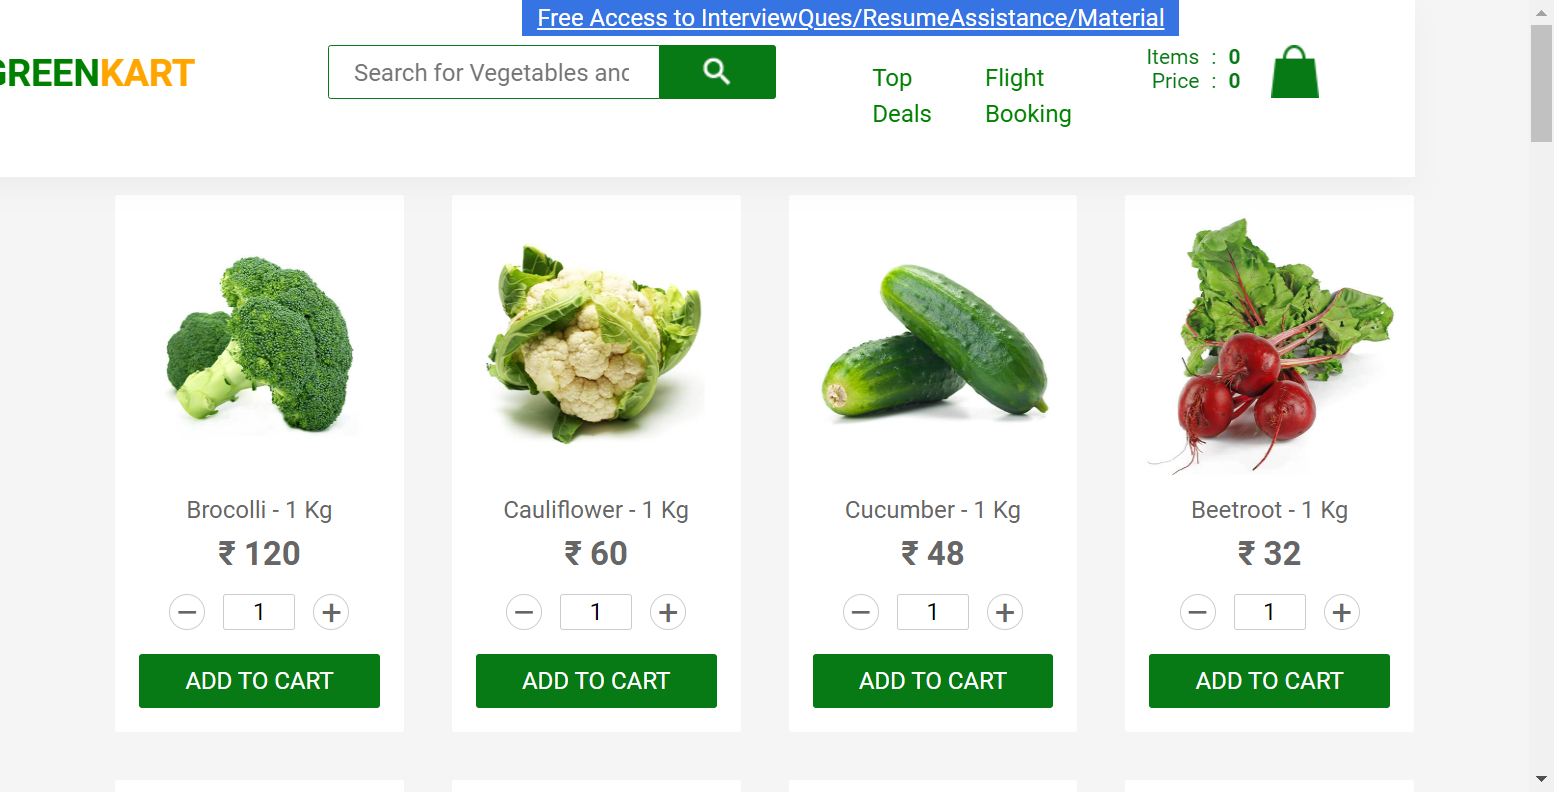 Free Access to InterviewQues/ResumeAssistance/Material
GREENKART
Search for Vegetables and
Top
Deals
Flight
Booking
Items : 0
Price : 0
Brocolli - 1 Kg
₹ 120
− 1 +
ADD TO CART
Cauliflower - 1 Kg
₹ 60
− 1 +
ADD TO CART
Cucumber - 1 Kg
₹ 48
− 1 +
ADD TO CART
Beetroot - 1 Kg
₹ 32
− 1 +
ADD TO CART